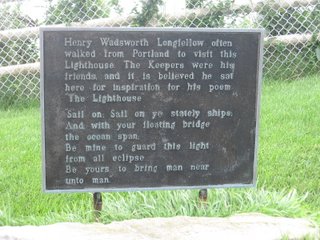 Henry Wadsworth Longfellow often
walked from Portland to visit this
Lighthouse. The Keepers were his
friends, and it is believed he sat
here for inspiration for his poem
The Lighthouse
Sail on, Sail on ye stately ships;
And with your floating bridge
the ocean span;
Be mine to guard this light
from all eclipse
Be yours to bring man near
unto man